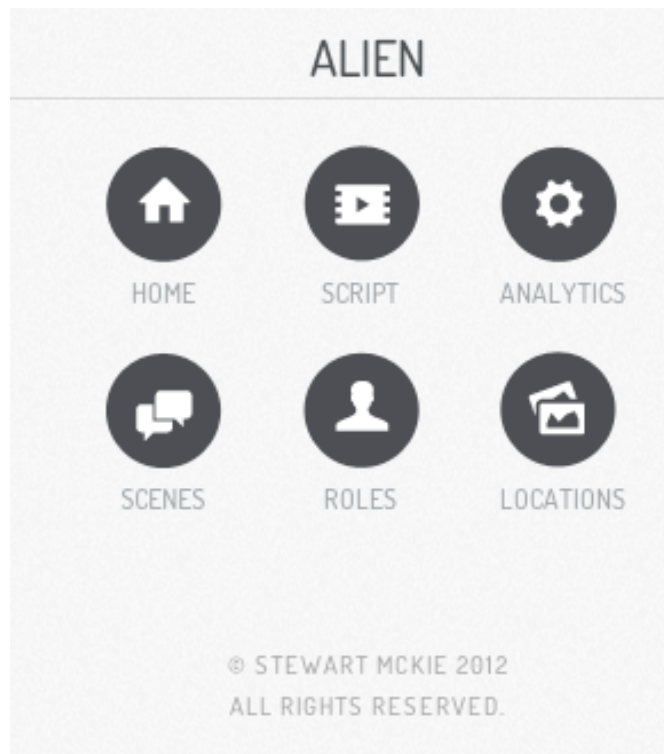 ALIEN
HOME SCRIPT ANALYTICS
SCENES ROLES LOCATIONS
© STEWART MCKIE 2012
ALL RIGHTS RESERVED.